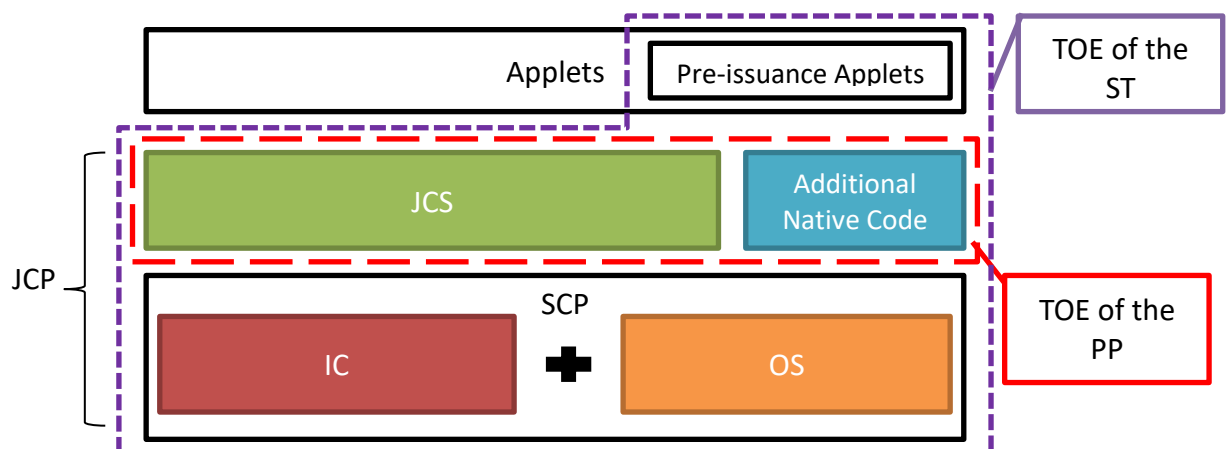 Applets
Pre-issuance Applets
TOE of the
ST
JCS
Additional
Native Code
JCP
SCP
IC
OS
TOE of the
PP